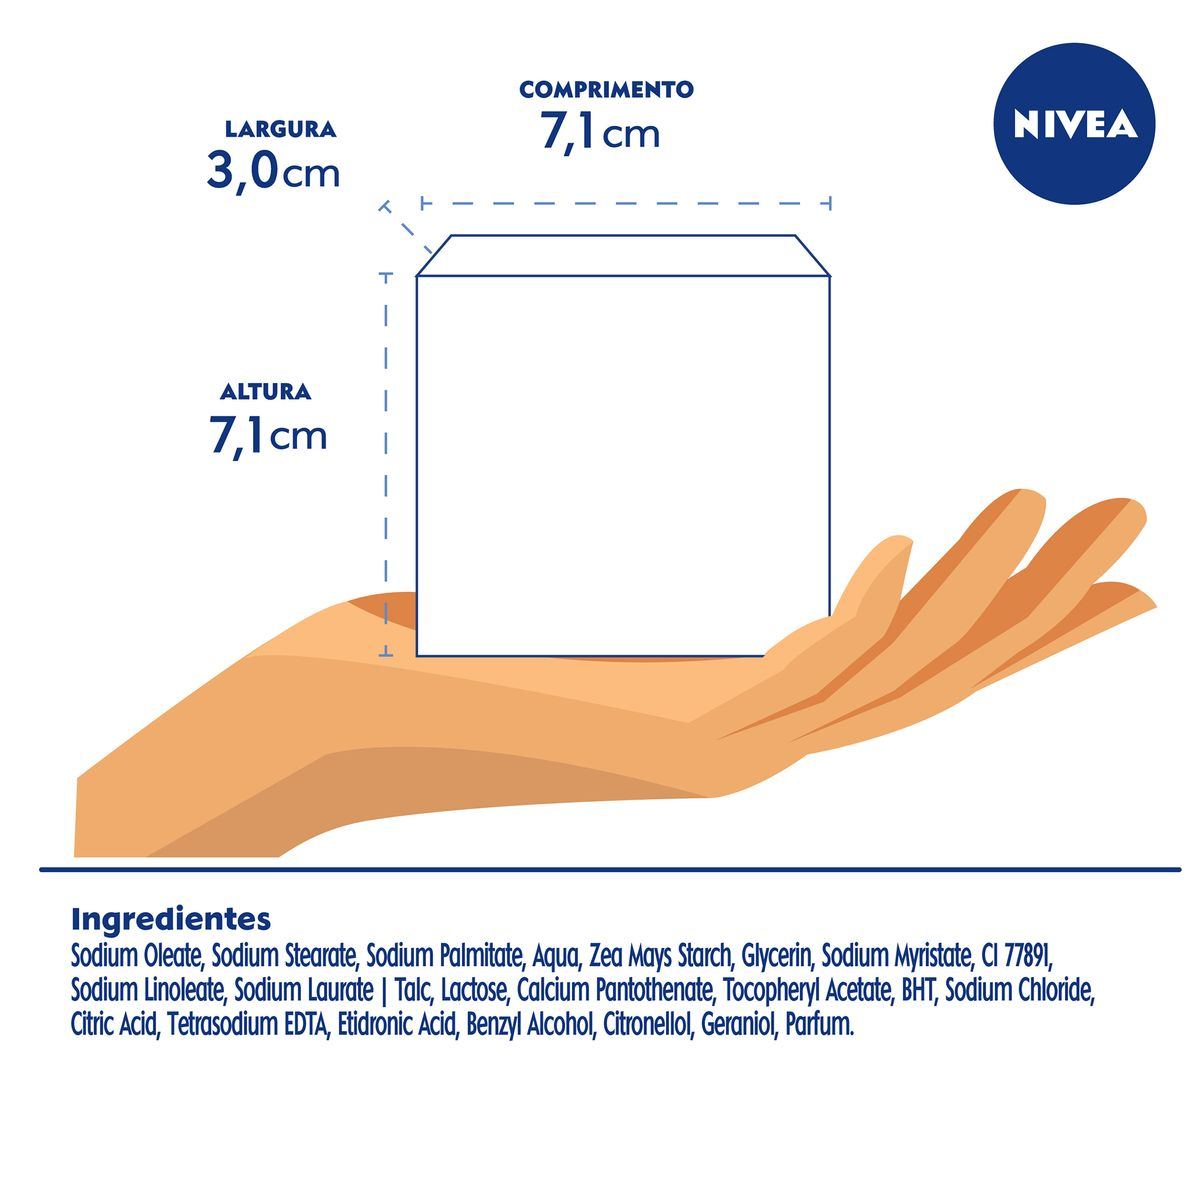 COMPRIMENTO
7,1cm
NIVEA
LARGURA
3,0cm
ALTURA
7,1cm
Ingredientes
Sodium Oleate, Sodium Stearate, Sodium Palmitate, Aqua, Zea Mays Starch, Glycerin, Sodium Myristate, CI 77891,
Sodium Linoleate, Sodium Laurate | Talc, Lactose, Calcium Pantothenate, Tocopheryl Acetate, BHT, Sodium Chloride,
Citric Acid, Tetrasodium EDTA, Etidronic Acid, Benzyl Alcohol, Citronellol, Geraniol, Parfum.